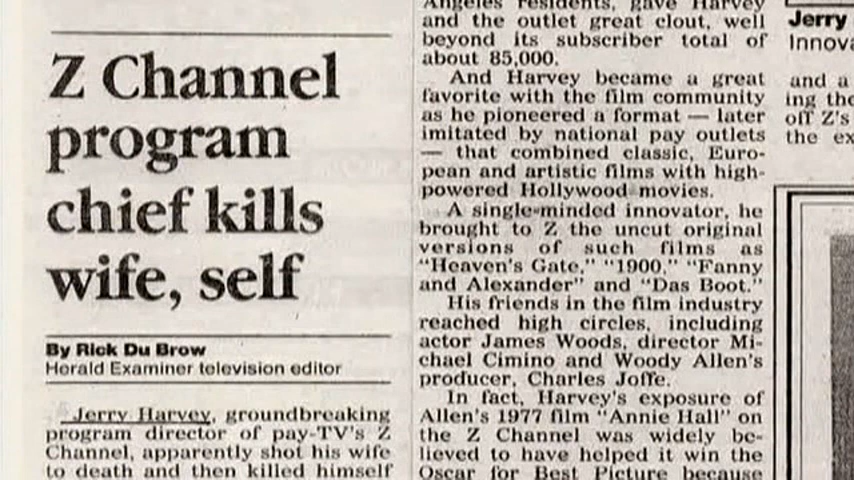 Z Channel
program
chief kills
wife, self
By Rick Du Brow
Herald Examiner television editor
Jerry Harvey, groundbreaking
program director of pay-TV's Z
Channel, apparently shot his wife
to death and then killed himself
Angeles residents, gave Harvey
and the outlet great clout, well
beyond its subscriber total of
about 85,000.
And Harvey became a great
favorite with the film community
as he pioneered a format — later
imitated by national pay outlets
— that combined classic, Euro-
pean and artistic films with high-
powered Hollywood movies.
A single-minded innovator, he
brought to Z the uncut original
versions of such films as
"Heaven's Gate," "1900," "Fanny
and Alexander" and "Das Boot."
His friends in the film industry
reached high circles, including
actor James Woods, director Mi-
chael Cimino and Woody Allen's
producer, Charles Joffe.
In fact, Harvey's exposure of
Allen's 1977 film "Annie Hall" on
the Z Channel was widely be-
lieved to have helped it win the
Oscar for Best Picture because
Jerry
Innova
and a
ing the
off Z's
the ex